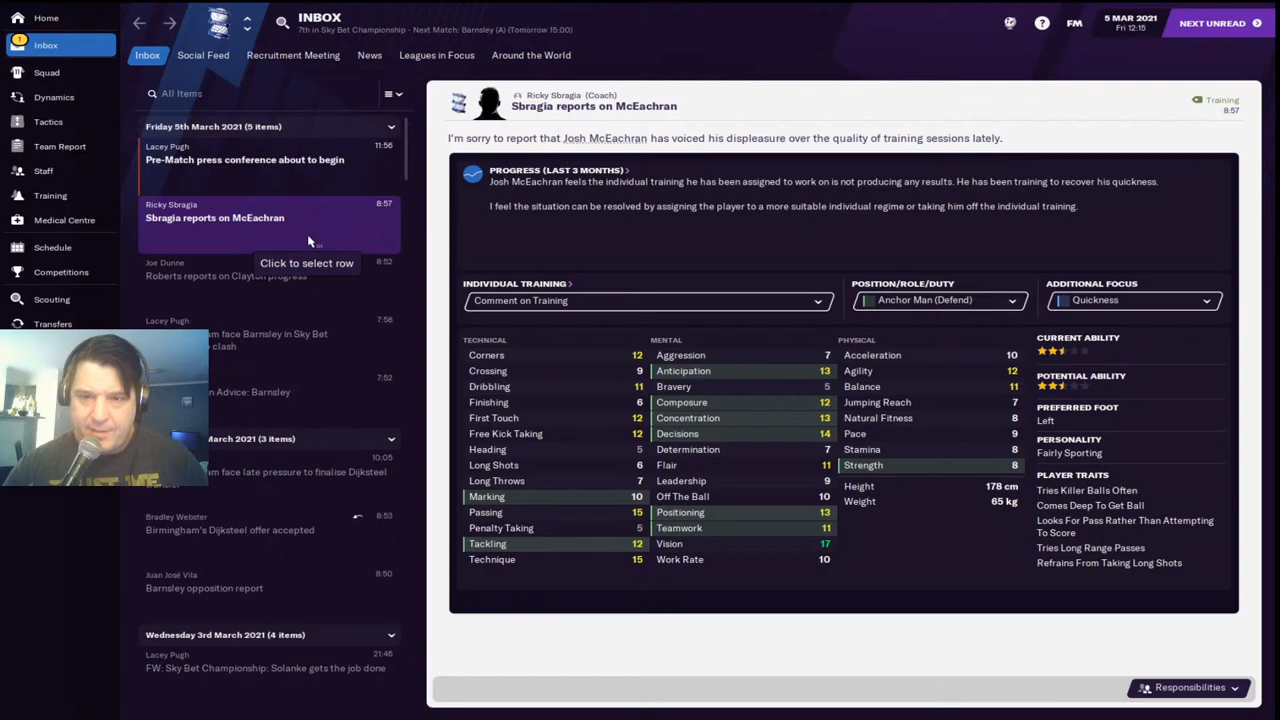 Home
INBOX
7th in Sky Bet Championship - Next Match: Barnsley (A) (Tomorrow 15:00)
?
FM
5 MAR 2021
Fri 12:15
NEXT UNREAD
1
Inbox
Squad
Dynamics
Tactics
Team Report
Staff
Training
Medical Centre
Schedule
Competitions
Scouting
Transfers
Inbox
Social Feed
Recruitment Meeting
News
Leagues in Focus
Around the World
All Items
Friday 5th March 2021 (5 items)
Lacey Pugh 11:56
Pre-Match press conference about to begin
Ricky Sbragia 8:57
Sbragia reports on McEachran
Click to select row
Joe Dunne 8:52
Roberts reports on Clayton progress
Lacey Pugh 7:58
am face Barnsley in Sky Bet
clash
7:52
n Advice: Barnsley
March 2021 (3 items)
10:05
am face late pressure to finalise Dijksteel
Bradley Webster 8:53
Birmingham's Dijksteel offer accepted
Juan José Vila 8:50
Barnsley opposition report
Wednesday 3rd March 2021 (4 items)
Lacey Pugh 21:46
FW: Sky Bet Championship: Solanke gets the job done
Ricky Sbragia (Coach)
Sbragia reports on McEachran
Training
8:57
I'm sorry to report that Josh McEachran has voiced his displeasure over the quality of training sessions lately.
PROGRESS (LAST 3 MONTHS)
Josh McEachran feels the individual training he has been assigned to work on is not producing any results. He has been training to recover his quickness.
I feel the situation can be resolved by assigning the player to a more suitable individual regime or taking him off the individual training.
INDIVIDUAL TRAINING
Comment on Training
POSITION/ROLE/DUTY
Anchor Man (Defend)
ADDITIONAL FOCUS
Quickness
TECHNICAL
Corners 12
Crossing 9
Dribbling 11
Finishing 6
First Touch 12
Free Kick Taking 12
Heading 5
Long Shots 6
Long Throws 7
Marking 10
Passing 15
Penalty Taking 5
Tackling 12
Technique 15
MENTAL
Aggression 7
Anticipation 13
Bravery 5
Composure 12
Concentration 13
Decisions 14
Determination 7
Flair 11
Leadership 9
Off The Ball 10
Positioning 13
Teamwork 11
Vision 17
Work Rate 10
PHYSICAL
Acceleration 10
Agility 12
Balance 11
Jumping Reach 7
Natural Fitness 8
Pace 9
Stamina 8
Strength 8
Height 178 cm
Weight 65 kg
CURRENT ABILITY
POTENTIAL ABILITY
PREFERRED FOOT
Left
PERSONALITY
Fairly Sporting
PLAYER TRAITS
Tries Killer Balls Often
Comes Deep To Get Ball
Looks For Pass Rather Than Attempting
To Score
Tries Long Range Passes
Refrains From Taking Long Shots
Responsibilities